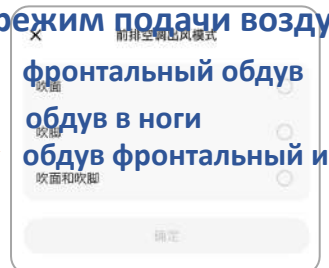 режим подачи возду
× 前排空调出风模式
фронтальный обдув
吹面
обдув в ноги
吹脚
обдув фронтальный и
吹面和吹脚
确定